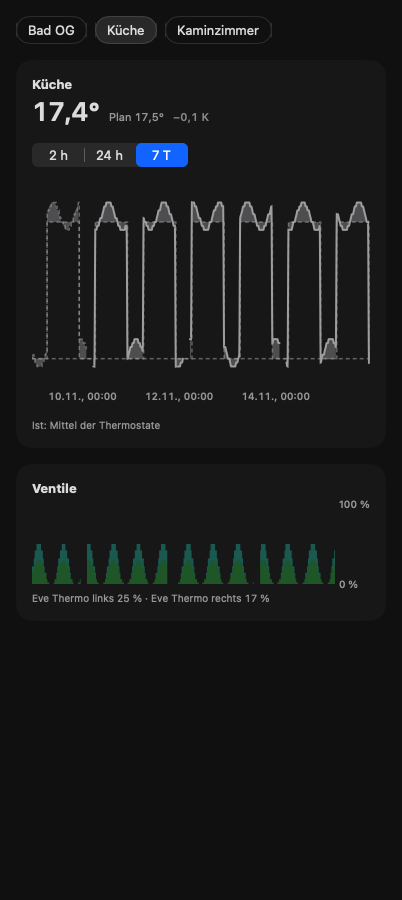 Bad OG
Küche
Kaminzimmer
Küche
17,4° Plan 17,5° −0,1 K
2 h
24 h
7 T
10.11., 00:00
12.11., 00:00
14.11., 00:00
Ist: Mittel der Thermostate
Ventile
100 %
0 %
Eve Thermo links 25 % · Eve Thermo rechts 17 %